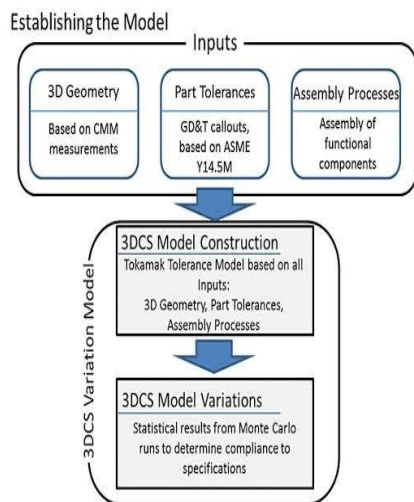 Establishing the Model
Inputs
3D Geometry
Based on CMM
measurements
Part Tolerances
GD&T callouts,
based on ASME
Y14.5M
Assembly Processes
Assembly of
functional
components
3DCS Variation Model
3DCS Model Construction
Tokamak Tolerance Model based on all
Inputs:
3D Geometry, Part Tolerances,
Assembly Processes
3DCS Model Variations
Statistical results from Monte Carlo
runs to determine compliance to
specifications